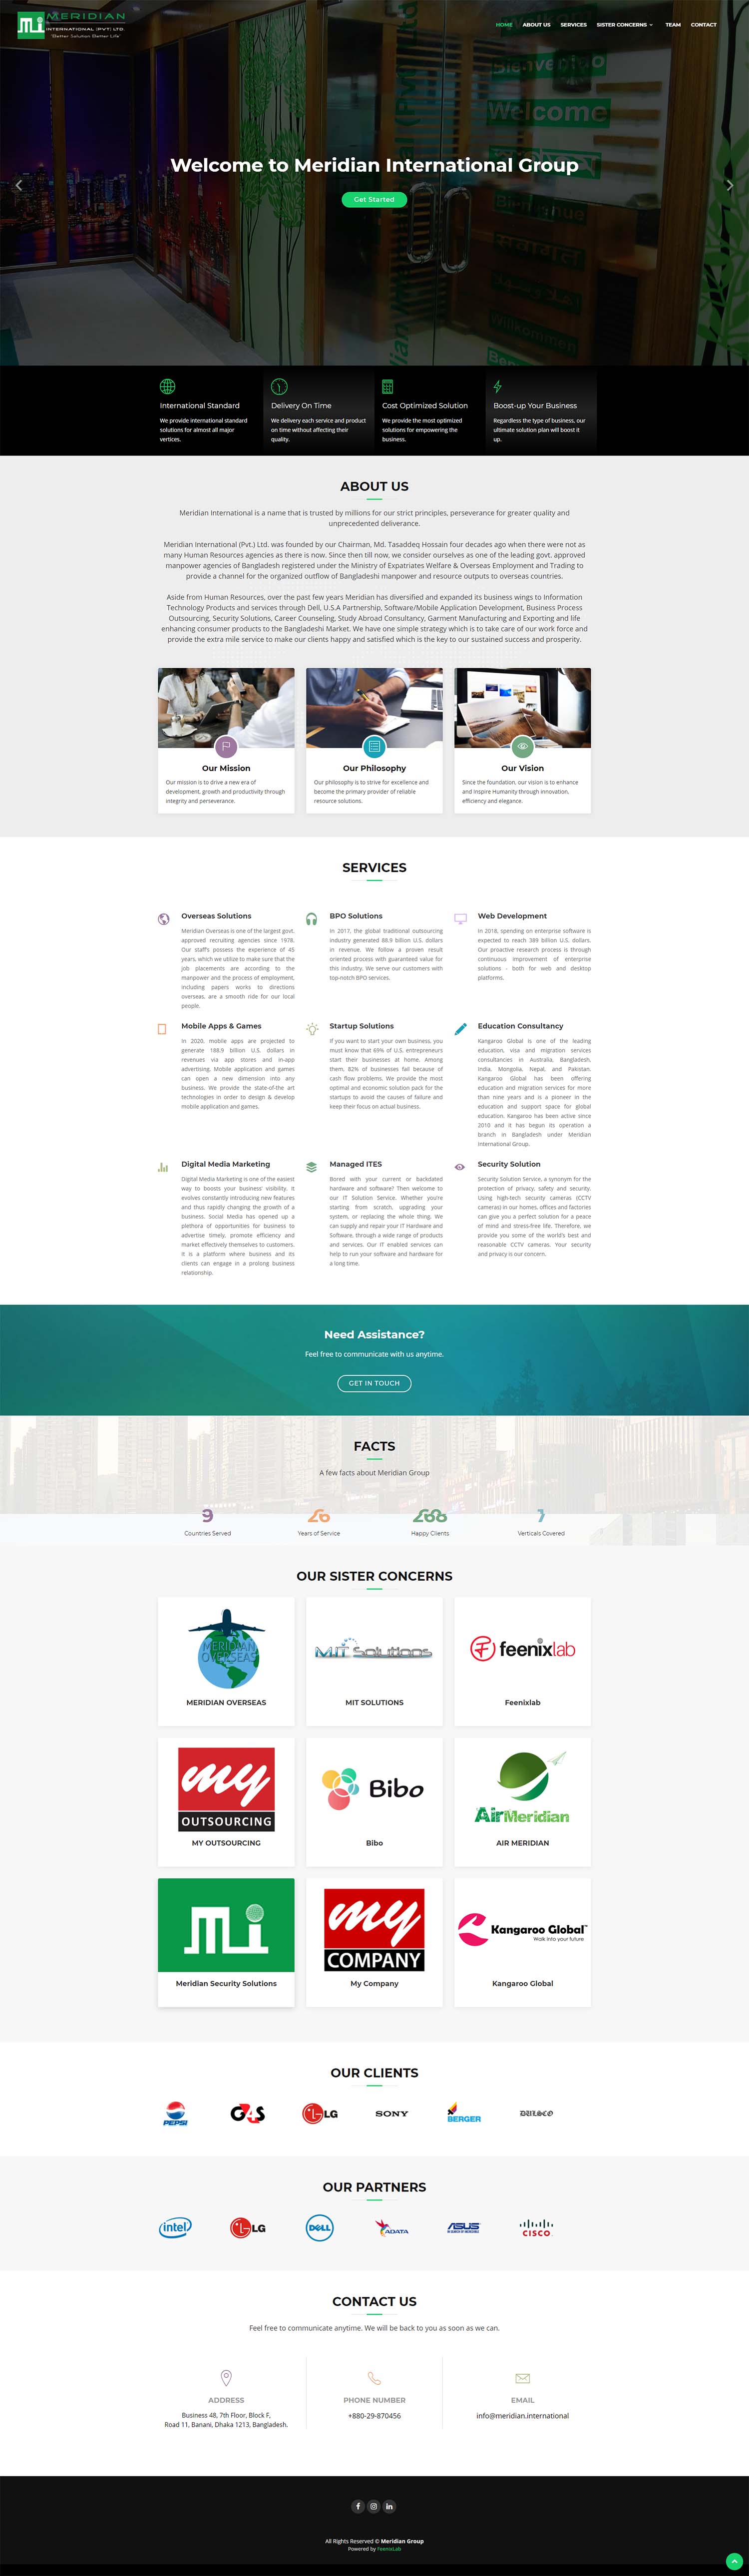 MERIDIAN
INTERNATIONAL (PVT) LTD.
"Better Solution Better Life"
HOME ABOUT US SERVICES SISTER CONCERNS TEAM CONTACT
Bienvenido
Welcome
Bienvenue
Willkommen
Welcome to Meridian International Group
Get Started
International Standard
We provide international standard
solutions for almost all major
vertices.
Delivery On Time
We delivery each service and product
on time without affecting their
quality.
Cost Optimized Solution
We provide the most optimized
solutions for empowering the
business.
Boost-up Your Business
Regardless the type of business, our
ultimate solution plan will boost it
up.
ABOUT US
Meridian International is a name that is trusted by millions for our strict principles, perseverance for greater quality and
unprecedented deliverance.
Meridian International (Pvt.) Ltd. was founded by our Chairman, Md. Tasaddeq Hossain four decades ago when there were not as
many Human Resources agencies as there is now. Since then till now, we consider ourselves as one of the leading govt. approved
manpower agencies of Bangladesh registered under the Ministry of Expatriates Welfare & Overseas Employment and Trading to
provide a channel for the organized outflow of Bangladeshi manpower and resource outputs to overseas countries.
Aside from Human Resources, over the past few years Meridian has diversified and expanded its business wings to Information
Technology Products and services through Dell, U.S.A Partnership, Software/Mobile Application Development, Business Process
Outsourcing, Security Solutions, Career Counseling, Study Abroad Consultancy, Garment Manufacturing and Exporting and life
enhancing consumer products to the Bangladeshi Market. We have one simple strategy which is to take care of our work force and
provide the extra mile service to make our clients happy and satisfied which is the key to our sustained success and prosperity.
Our Mission
Our mission is to drive a new era of
development, growth and productivity through
integrity and perseverance.
Our Philosophy
Our philosophy is to strive for excellence and
become the primary provider of reliable
resource solutions.
Our Vision
Since the foundation, our vision is to enhance
and inspire Humanity through innovation,
efficiency and elegance.
SERVICES
Overseas Solutions
Meridian Overseas is one of the largest govt.
approved recruiting agencies since 1978.
Our staff's possess the experience of 45
years, which we utilize to make sure that the
job placements are according to the
manpower and the process of employment,
including papers works to directions
overseas, are a smooth ride for our local
people.
BPO Solutions
In 2017, the global traditional outsourcing
industry generated 88.9 billion U.S. dollars
in revenue. We follow a proven result
oriented process with guaranteed value for
this industry. We serve our customers with
top-notch BPO services.
Web Development
In 2018, spending on enterprise software is
expected to reach 389 billion U.S. dollars.
Our proactive research process is through
continuous improvement of enterprise
solutions - both for web and desktop
platforms.
Mobile Apps & Games
In 2020, mobile apps are projected to
generate 188.9 billion U.S. dollars in
revenues via app stores and in-app
advertising. Mobile application and games
can open a new dimension into any
business. We provide the state-of-the art
technologies in order to design & develop
mobile application and games.
Startup Solutions
If you want to start your own business, you
must know that 69% of U.S. entrepreneurs
start their businesses at home. Among
them, 82% of businesses fail because of
cash flow problems. We provide the most
optimal and economic solution pack for the
startups to avoid the causes of failure and
keep their focus on actual business.
Education Consultancy
Kangaroo Global is one of the leading
education, visa and migration services
consultancies in Australia, Bangladesh,
India, Mongolia, Nepal, and Pakistan.
Kangaroo Global has been offering
education and migration services for more
than nine years and is a pioneer in the
education and support space for global
education. Kangaroo has been active since
2010 and it has begun its operation a
branch in Bangladesh under Meridian
International Group.
Digital Media Marketing
Digital Media Marketing is one of the easiest
way to boosts your business' visibility. It
evolves constantly introducing new features
and thus rapidly changing the growth of a
business. Social Media has opened up a
plethora of opportunities for business to
advertise timely, promote efficiency and
market effectively themselves to customers.
It is a platform where business and its
clients can engage in a prolong business
relationship.
Managed ITES
Bored with your current or backdated
hardware and software? Then welcome to
our IT Solution Service. Whether you're
starting from scratch, upgrading your
system, or replacing the whole thing. We
can supply and repair your IT Hardware and
Software, through a wide range of products
and services. Our IT enabled services can
help to run your software and hardware for
a long time.
Security Solution
Security Solution Service, a synonym for the
protection of privacy, safety and security.
Using high-tech security cameras (CCTV
cameras) in our homes, offices and factories
can give you a perfect solution for a peace
of mind and stress-free life. Therefore, we
provide you some of the world's best and
reasonable CCTV cameras. Your security
and privacy is our concern.
Need Assistance?
Feel free to communicate with us anytime.
GET IN TOUCH
FACTS
A few facts about Meridian Group
9 26 268 7
Countries Served Years of Service Happy Clients Verticals Covered
OUR SISTER CONCERNS
MERIDIAN
OVERSEAS
MERIDIAN OVERSEAS
MIT Solutions
MIT SOLUTIONS
feenixlab
Feenixlab
my
OUTSOURCING
MY OUTSOURCING
Bibo
Bibo
AirMeridian
AIR MERIDIAN
Meridian Security Solutions
my
COMPANY
My Company
Kangaroo Global
Walk into your future
Kangaroo Global
OUR CLIENTS
PEPSI G4S LG SONY BERGER
OUR PARTNERS
intel LG DELL ADATA ASUS CISCO
CONTACT US
Feel free to communicate anytime. We will be back to you as soon as we can.
ADDRESS
Business 48, 7th Floor, Block F,
Road 11, Banani, Dhaka 1213, Bangladesh.
PHONE NUMBER
+880-29-870456
EMAIL
info@meridian.international
All Rights Reserved © Meridian Group
Powered by FeenixLab